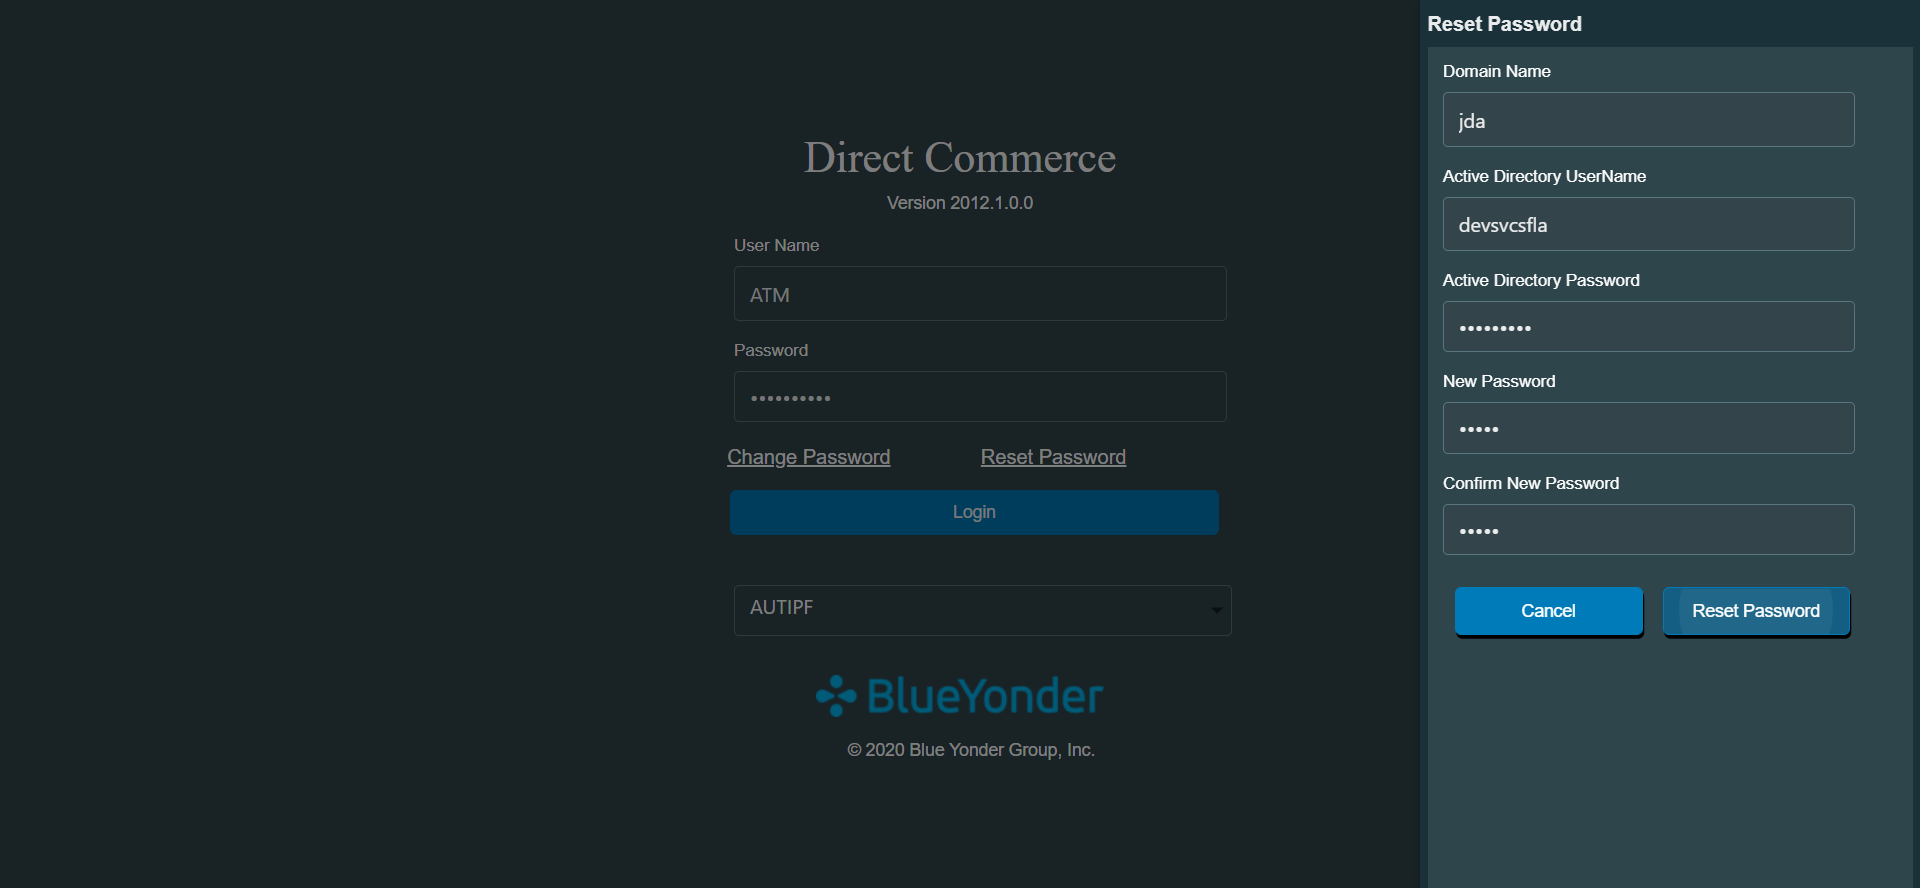 Direct Commerce
Version 2012.1.0.0
User Name
ATM
Password
••••••••••
Change Password
Reset Password
Login
AUTIPF
BlueYonder
© 2020 Blue Yonder Group, Inc.
Reset Password
Domain Name
jda
Active Directory UserName
devsvcsfla
Active Directory Password
•••••••••
New Password
•••••
Confirm New Password
•••••
Cancel
Reset Password